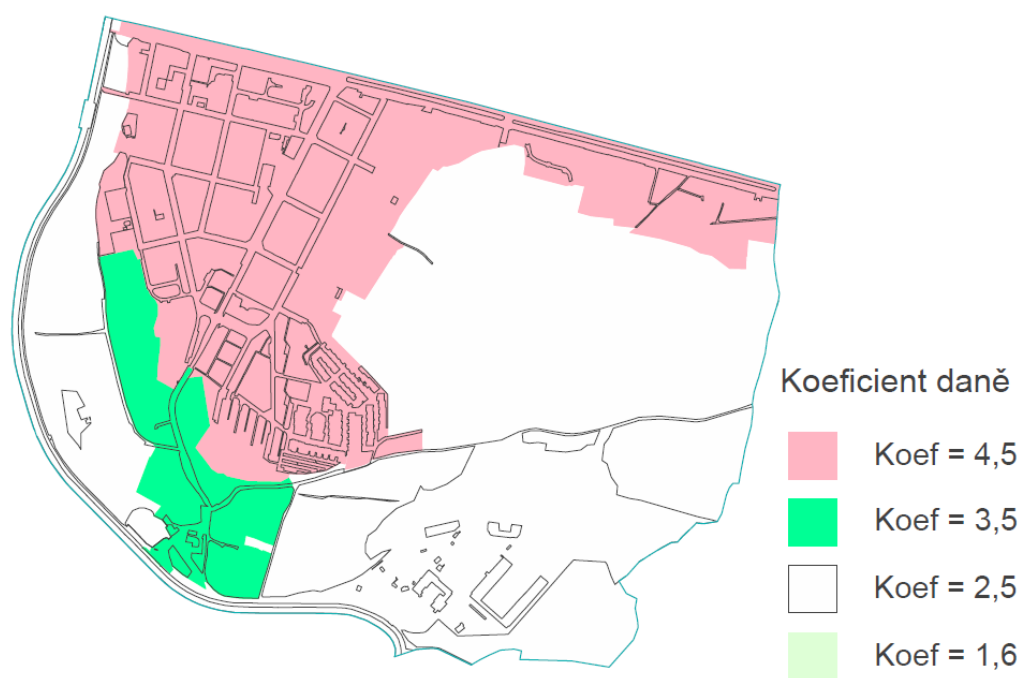 Koeficient daně
Koef = 4,5
Koef = 3,5
Koef = 2,5
Koef = 1,6